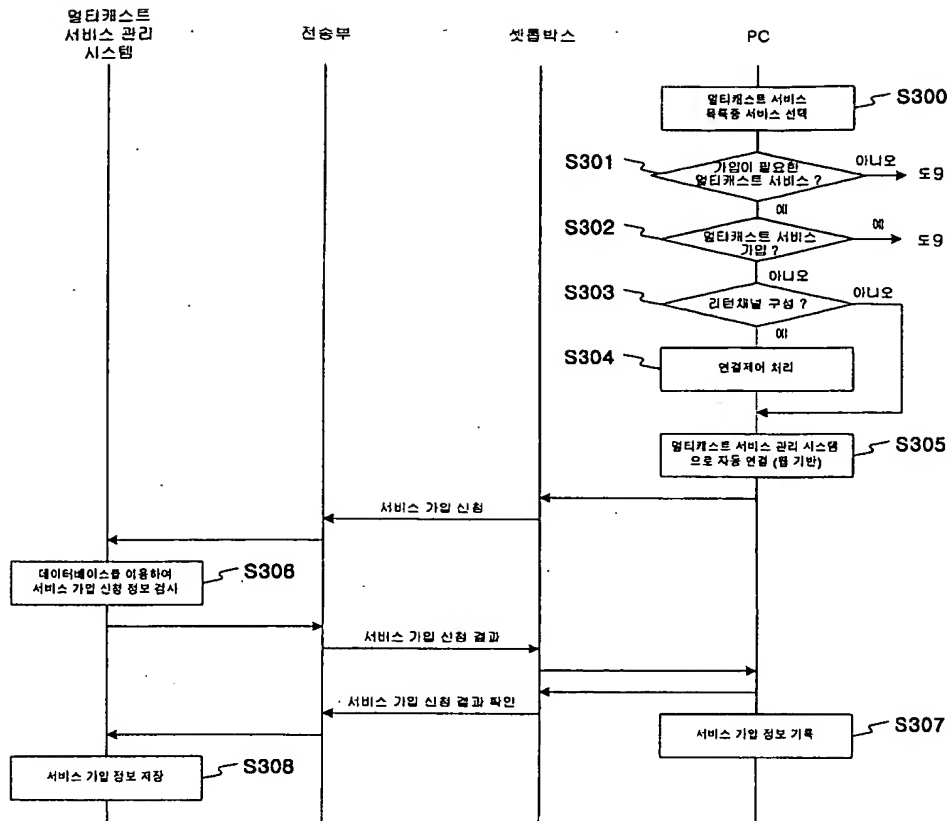 멀티캐스트
서비스 관리
시스템
전송부
셋톱박스
PC
멀티캐스트 서비스
목록중 서비스 선택
S300
S301
가입이 필요한
멀티캐스트 서비스 ?
아니오
도9
예
S302
멀티캐스트 서비스
가입 ?
예
도9
아니오
S303
리턴채널 구성 ?
아니오
예
S304
연결제어 처리
멀티캐스트 서비스 관리 시스템
으로 자동 연결 (웹 기반)
S305
서비스 가입 신청
데이터베이스를 이용하여
서비스 가입 신청 정보 검사
S306
서비스 가입 신청 결과
서비스 가입 신청 결과 확인
서비스 가입 정보 기록
S307
서비스 가입 정보 저장
S308